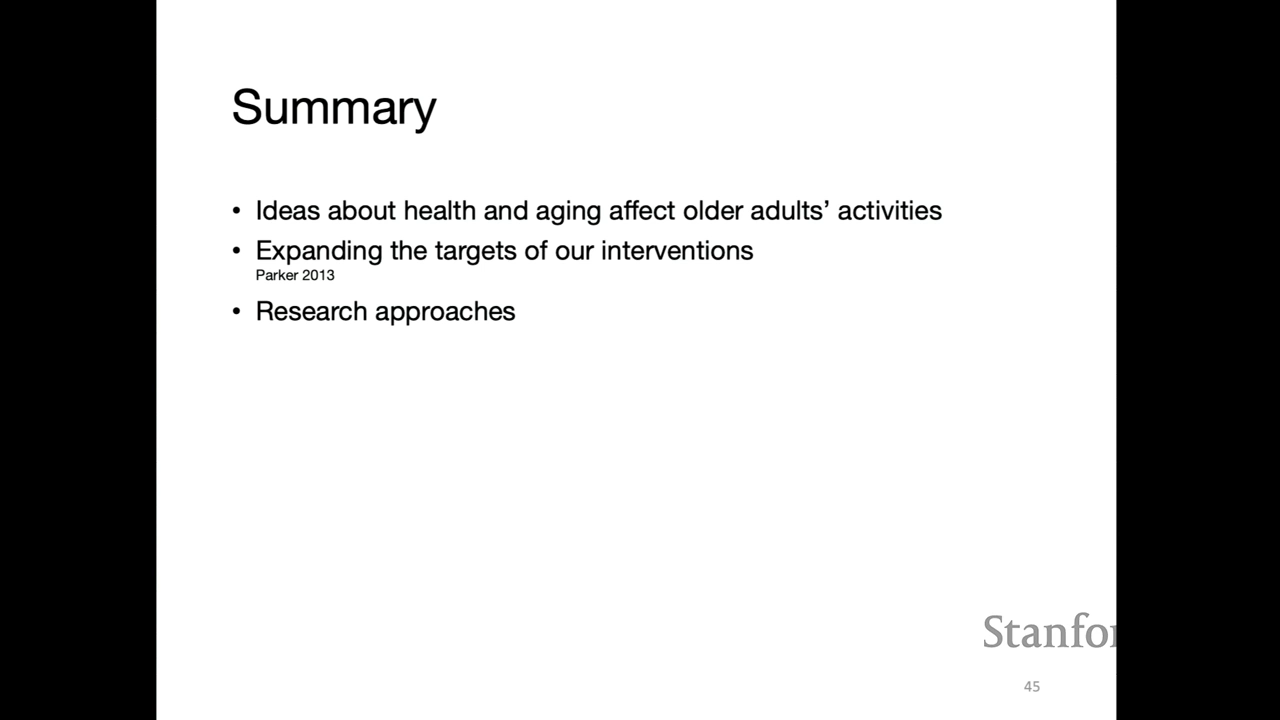 Summary
• Ideas about health and aging affect older adults’ activities
• Expanding the targets of our interventions
Parker 2013
• Research approaches
Stanfor
45